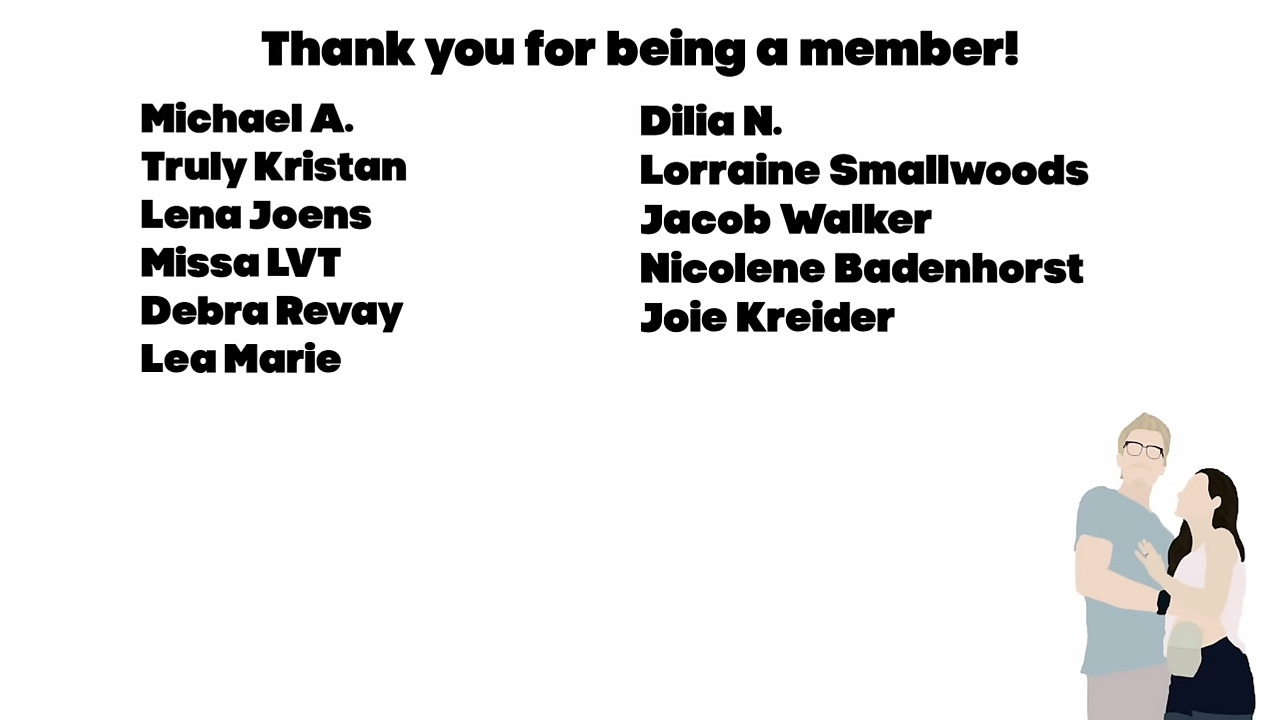 Thank you for being a member!
Michael A.
Truly Kristan
Lena Joens
Missa LVT
Debra Revay
Lea Marie
Dilia N.
Lorraine Smallwoods
Jacob Walker
Nicolene Badenhorst
Joie Kreider